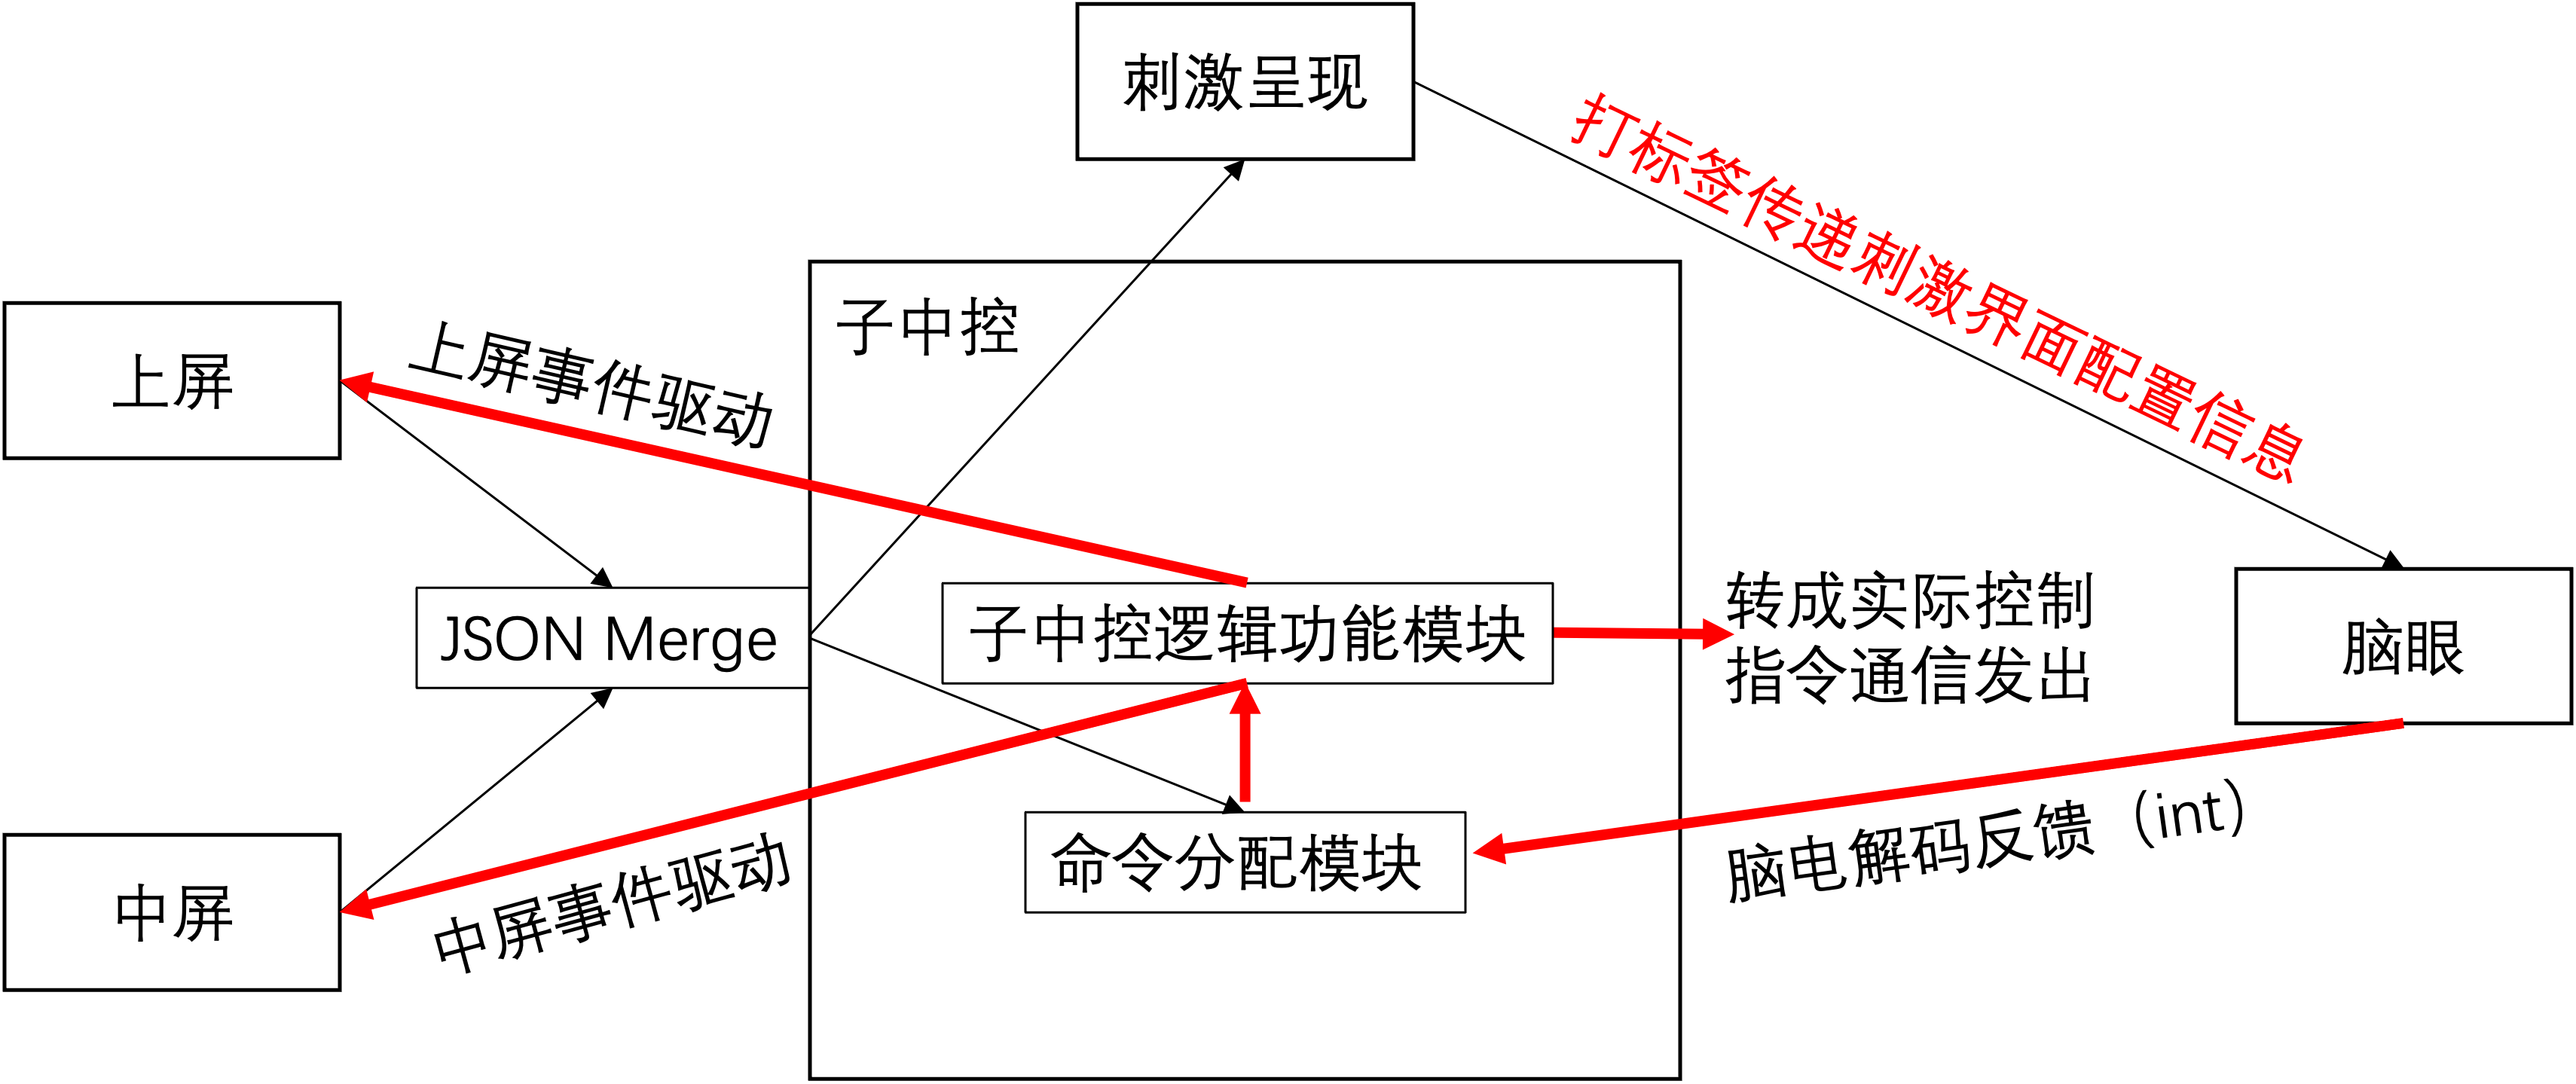 刺激呈现
打标签传递刺激界面配置信息
子中控
上屏
上屏事件驱动
JSON Merge
子中控逻辑功能模块
转成实际控制
指令通信发出
脑眼
命令分配模块
脑电解码反馈（int）
中屏
中屏事件驱动